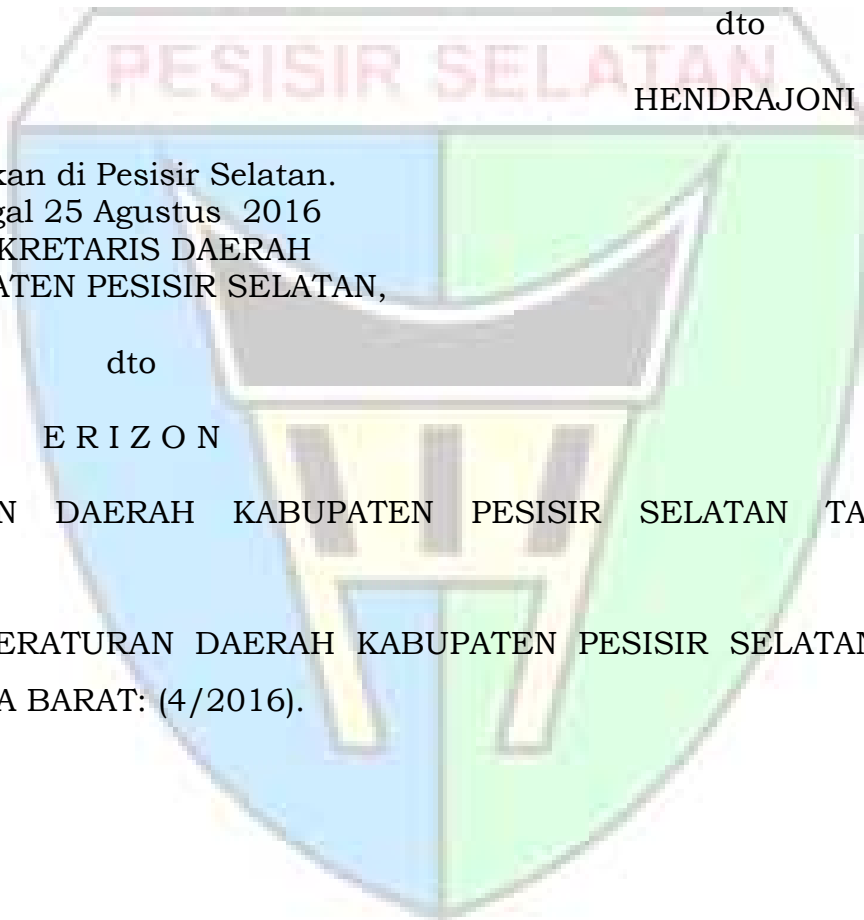 PESISIR SELATAN
dto
HENDRAJONI
kan di Pesisir Selatan.
gal 25 Agustus 2016
KRETARIS DAERAH
ATEN PESISIR SELATAN,
dto
E R I Z O N
N DAERAH KABUPATEN PESISIR SELATAN TA
ERATURAN DAERAH KABUPATEN PESISIR SELATAN
A BARAT: (4/2016).